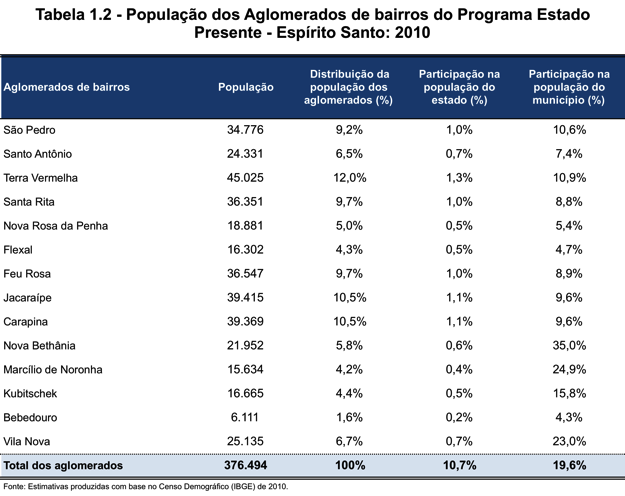 Tabela 1.2 - População dos Aglomerados de bairros do Programa Estado
Presente - Espírito Santo: 2010
Aglomerados de bairros População Distribuição da população dos aglomerados (%) Participação na população do estado (%) Participação na população do município (%)
São Pedro 34.776 9,2% 1,0% 10,6%
Santo Antônio 24.331 6,5% 0,7% 7,4%
Terra Vermelha 45.025 12,0% 1,3% 10,9%
Santa Rita 36.351 9,7% 1,0% 8,8%
Nova Rosa da Penha 18.881 5,0% 0,5% 5,4%
Flexal 16.302 4,3% 0,5% 4,7%
Feu Rosa 36.547 9,7% 1,0% 8,9%
Jacaraípe 39.415 10,5% 1,1% 9,6%
Carapina 39.369 10,5% 1,1% 9,6%
Nova Bethânia 21.952 5,8% 0,6% 35,0%
Marcílio de Noronha 15.634 4,2% 0,4% 24,9%
Kubitschek 16.665 4,4% 0,5% 15,8%
Bebedouro 6.111 1,6% 0,2% 4,3%
Vila Nova 25.135 6,7% 0,7% 23,0%
Total dos aglomerados 376.494 100% 10,7% 19,6%
Fonte: Estimativas produzidas com base no Censo Demográfico (IBGE) de 2010.